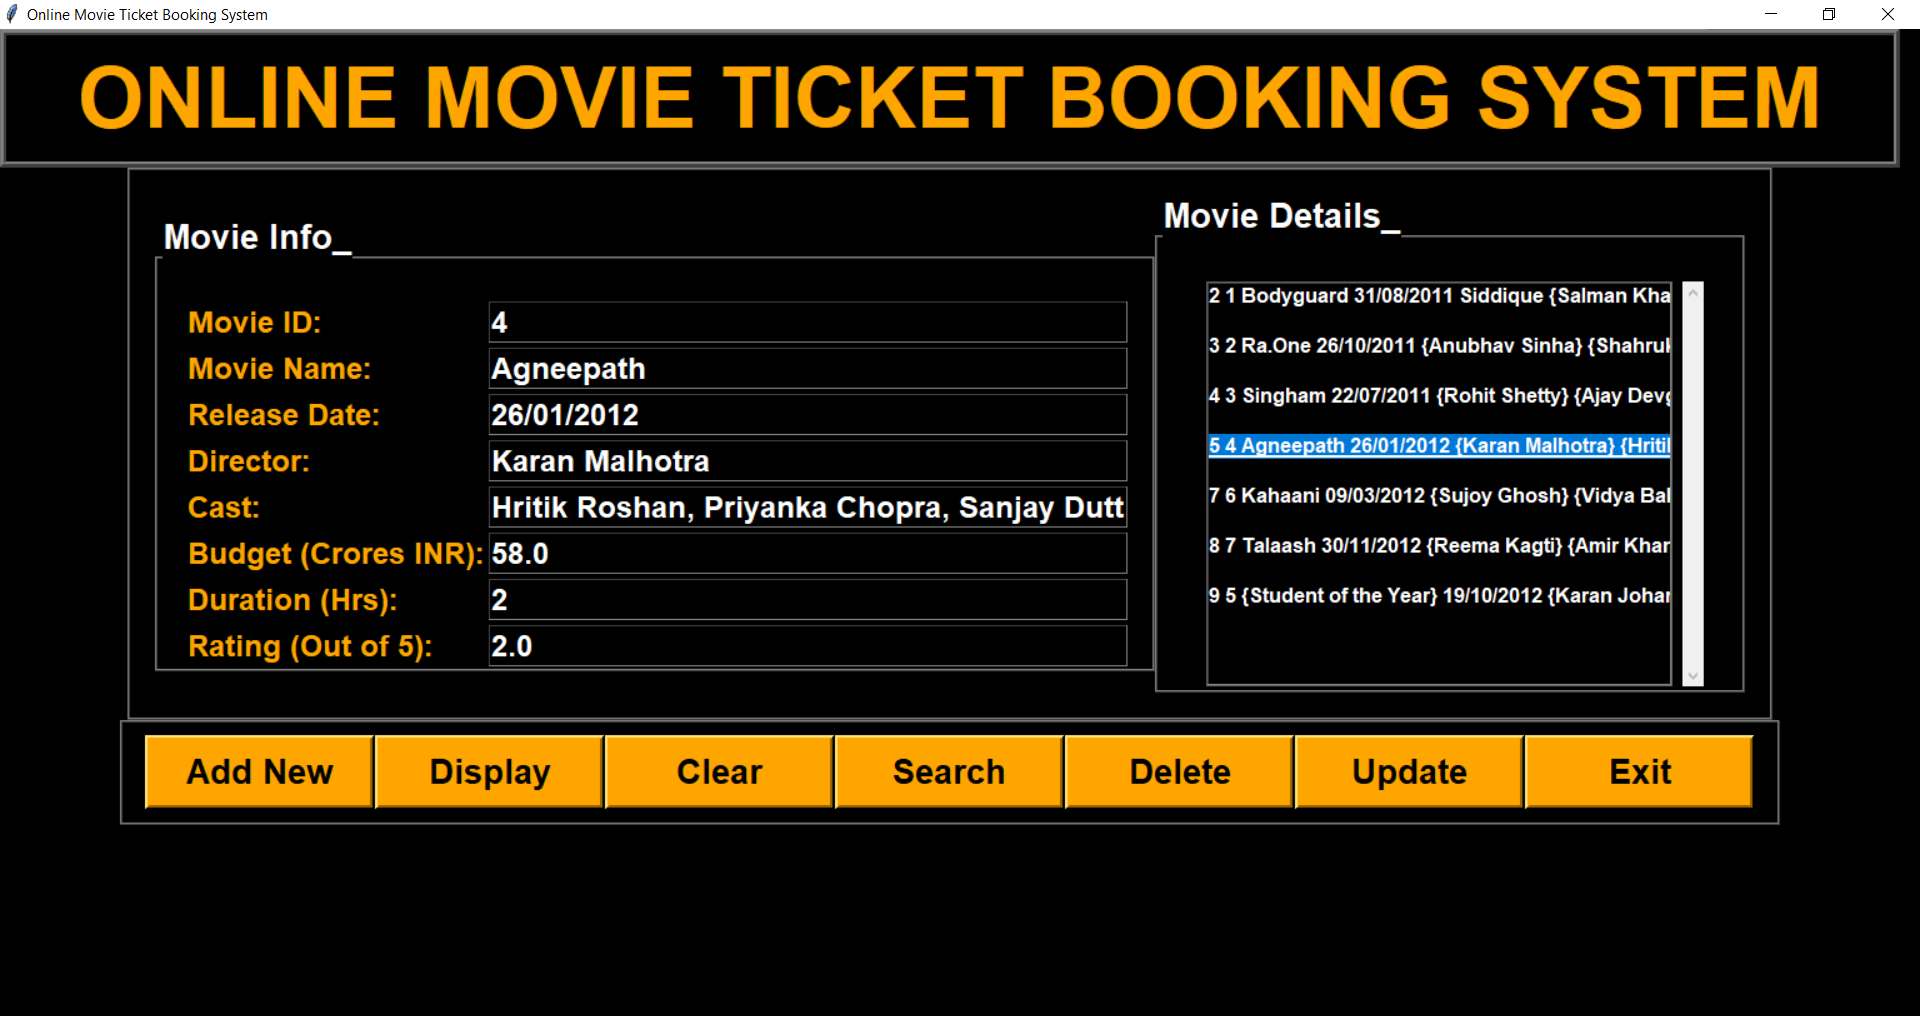 Online Movie Ticket Booking System
ONLINE MOVIE TICKET BOOKING SYSTEM
Movie Info_
Movie ID: 4
Movie Name: Agneepath
Release Date: 26/01/2012
Director: Karan Malhotra
Cast: Hritik Roshan, Priyanka Chopra, Sanjay Dutt
Budget (Crores INR): 58.0
Duration (Hrs): 2
Rating (Out of 5): 2.0
Movie Details_
2 1 Bodyguard 31/08/2011 Siddique {Salman Kha
3 2 Ra.One 26/10/2011 {Anubhav Sinha} {Shahruk
4 3 Singham 22/07/2011 {Rohit Shetty} {Ajay Devg
5 4 Agneepath 26/01/2012 {Karan Malhotra} {Hritik
7 6 Kahaani 09/03/2012 {Sujoy Ghosh} {Vidya Bal
8 7 Talaash 30/11/2012 {Reema Kagti} {Amir Khan
9 5 {Student of the Year} 19/10/2012 {Karan Johar
Add New Display Clear Search Delete Update Exit